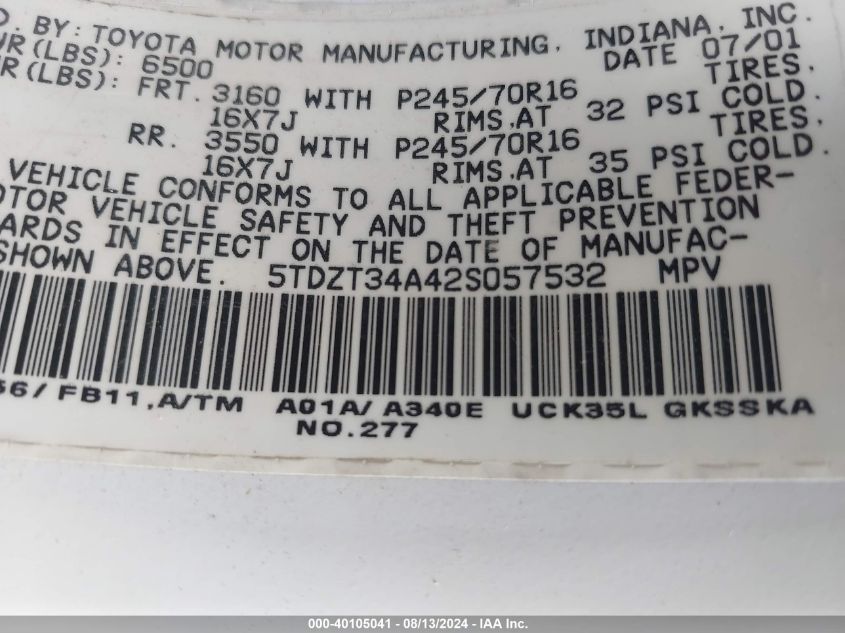 BY: TOYOTA MOTOR MANUFACTURING, INDIANA, INC.
(LBS): 6500 DATE 07/01
(LBS): FRT. 3160 WITH P245/70R16 TIRES,
16X7J RIMS,AT 32 PSI COLD.
RR. 3550 WITH P245/70R16 TIRES,
16X7J RIMS,AT 35 PSI COLD.
VEHICLE CONFORMS TO ALL APPLICABLE FEDER-
VEHICLE SAFETY AND THEFT PREVENTION
IN EFFECT ON THE DATE OF MANUFAC-
SHOWN ABOVE. 5TDZT34A42S057532 MPV
56/FB11,A/TM A01A/A340E UCK35L GKSSKA
NO.277
000-40105041 - 08/13/2024 - IAA Inc.